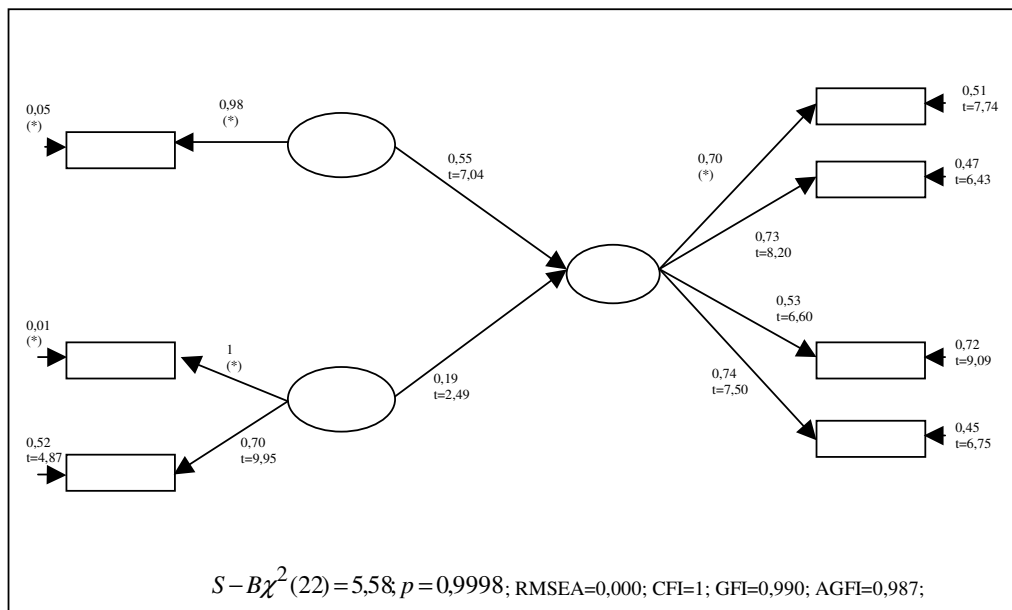 0,05
(*)
0,98
(*)
0,55
t=7,04
0,70
(*)
0,51
t=7,74
0,47
t=6,43
0,73
t=8,20
0,53
t=6,60
0,01
(*)
1
(*)
0,19
t=2,49
0,74
t=7,50
0,72
t=9,09
0,52
t=4,87
0,70
t=9,95
0,45
t=6,75
S−Bχ²(22)=5,58; p=0,9998; RMSEA=0,000; CFI=1; GFI=0,990; AGFI=0,987;